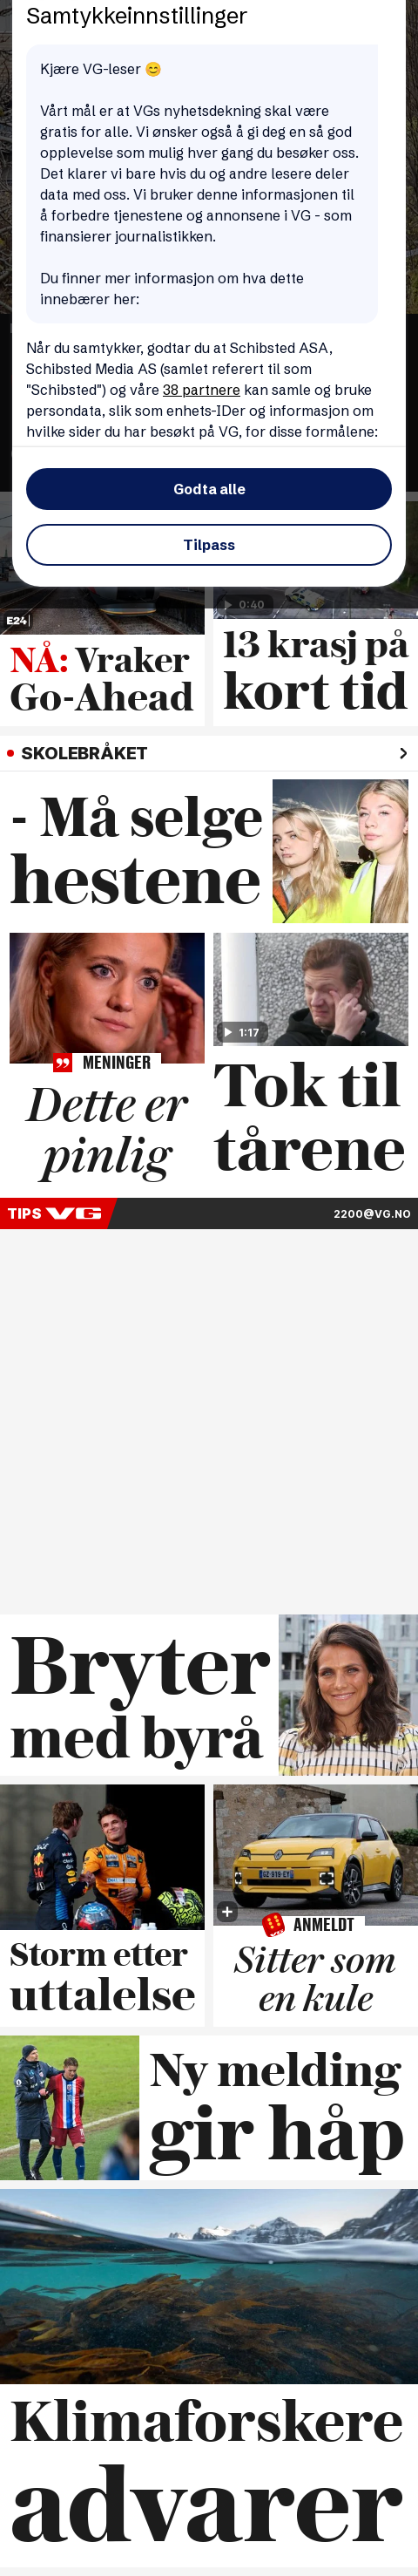 Samtykkeinnstillinger
Kjære VG-leser 😊
Vårt mål er at VGs nyhetsdekning skal være
gratis for alle. Vi ønsker også å gi deg en så god
opplevelse som mulig hver gang du besøker oss.
Det klarer vi bare hvis du og andre lesere deler
data med oss. Vi bruker denne informasjonen til
å forbedre tjenestene og annonsene i VG - som
finansierer journalistikken.
Du finner mer informasjon om hva dette
innebærer her:
Når du samtykker, godtar du at Schibsted ASA,
Schibsted Media AS (samlet referert til som
"Schibsted") og våre 38 partnere kan samle og bruke
persondata, slik som enhets-IDer og informasjon om
hvilke sider du har besøkt på VG, for disse formålene:
Godta alle
Tilpass
E24
NÅ: Vraker
Go-Ahead
0:40
13 krasj på
kort tid
SKOLEBRÅKET
- Må selge
hestene
MENINGER
Dette er
pinlig
1:17
Tok til
tårene
TIPS VG
2200@VG.NO
Bryter
med byrå
Storm etter
uttalelse
ANMELDT
Sitter som
en kule
Ny melding
gir håp
Klimaforskere
advarer